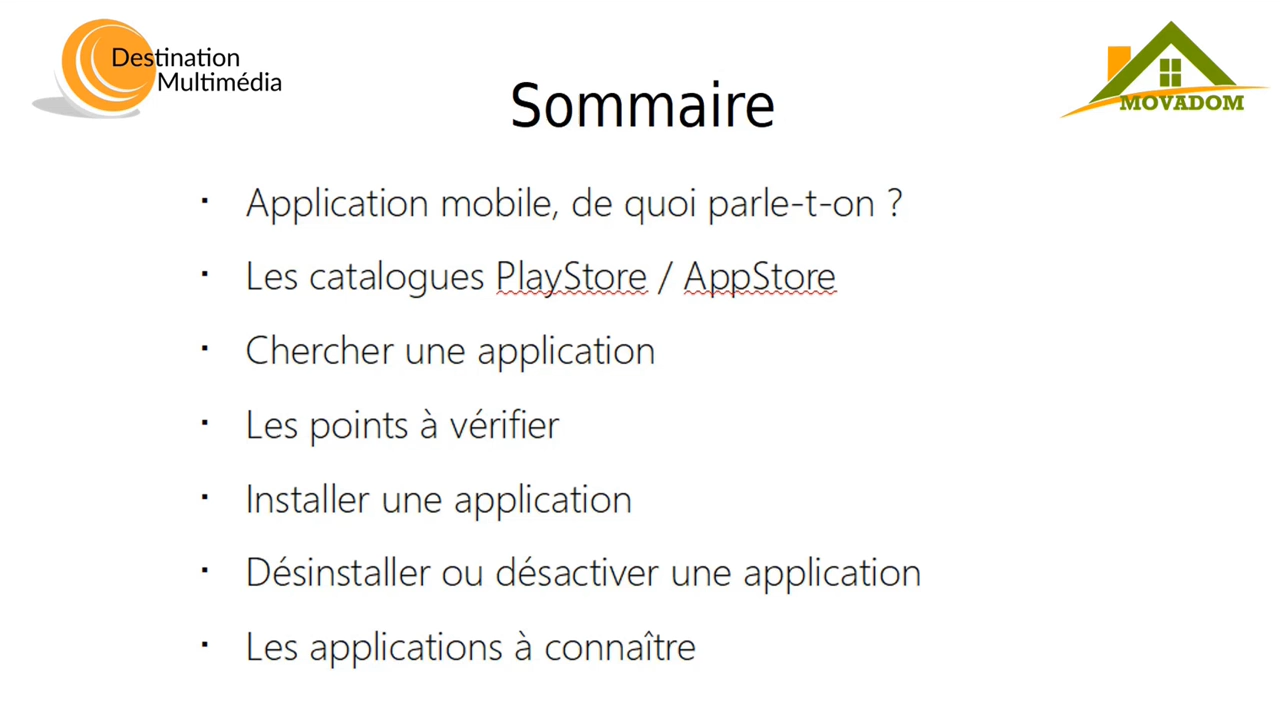 Destination
Multimédia
MOVADOM
Sommaire
▪ Application mobile, de quoi parle-t-on ?
▪ Les catalogues PlayStore / AppStore
▪ Chercher une application
▪ Les points à vérifier
▪ Installer une application
▪ Désinstaller ou désactiver une application
▪ Les applications à connaître